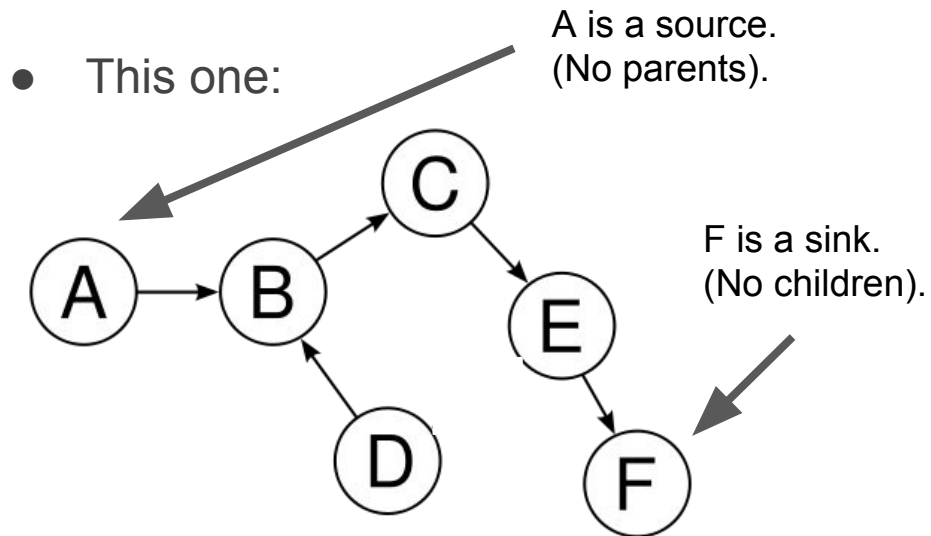 A is a source.
(No parents).
● This one:
C
F is a sink.
(No children).
A
B
E
D
F